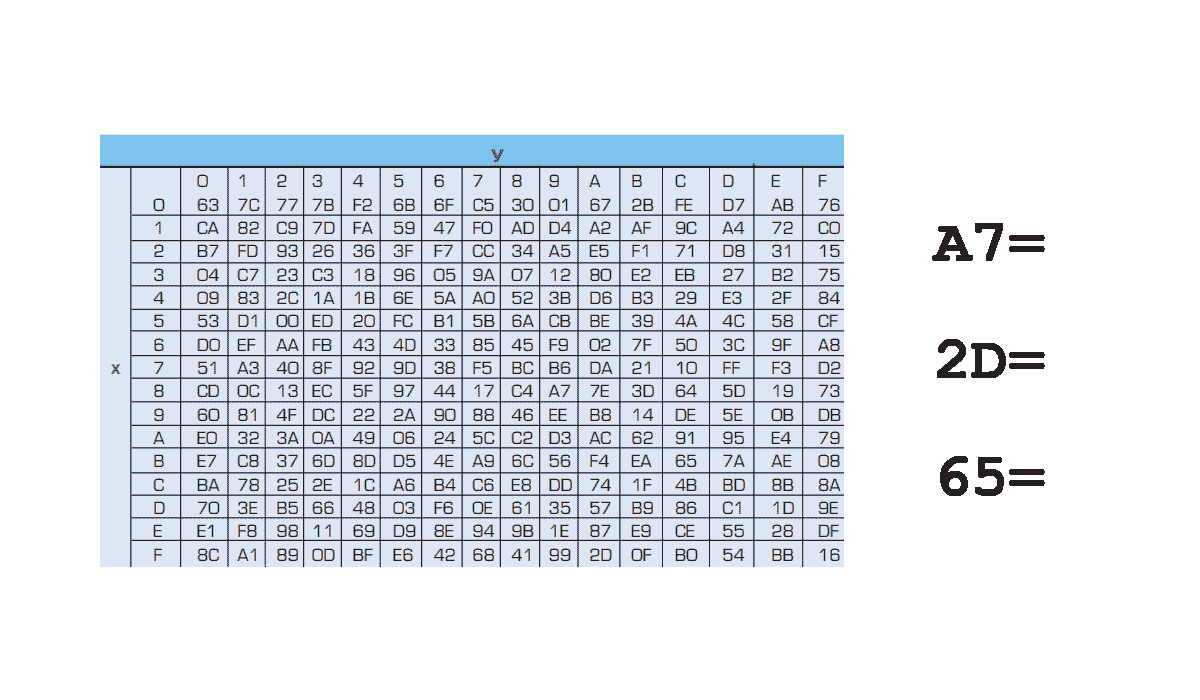 y
0 1 2 3 4 5 6 7 8 9 A B C D E F
0 63 7C 77 7B F2 6B 6F C5 30 01 67 2B FE D7 AB 76
1 CA 82 C9 7D FA 59 47 F0 AD D4 A2 AF 9C A4 72 C0
2 B7 FD 93 26 36 3F F7 CC 34 A5 E5 F1 71 D8 31 15
3 04 C7 23 C3 18 96 05 9A 07 12 80 E2 EB 27 B2 75
4 09 83 2C 1A 1B 6E 5A A0 52 3B D6 B3 29 E3 2F 84
5 53 D1 00 ED 20 FC B1 5B 6A CB BE 39 4A 4C 58 CF
6 D0 EF AA FB 43 4D 33 85 45 F9 02 7F 50 3C 9F A8
x 7 51 A3 40 8F 92 9D 38 F5 BC B6 DA 21 10 FF F3 D2
8 CD 0C 13 EC 5F 97 44 17 C4 A7 7E 3D 64 5D 19 73
9 60 81 4F DC 22 2A 90 88 46 EE B8 14 DE 5E 0B DB
A E0 32 3A 0A 49 06 24 5C C2 D3 AC 62 91 95 E4 79
B E7 C8 37 6D 8D D5 4E A9 6C 56 F4 EA 65 7A AE 08
C BA 78 25 2E 1C A6 B4 C6 E8 DD 74 1F 4B BD 8B 8A
D 70 3E B5 66 48 03 F6 0E 61 35 57 B9 86 C1 1D 9E
E E1 F8 98 11 69 D9 8E 94 9B 1E 87 E9 CE 55 28 DF
F 8C A1 89 0D BF E6 42 68 41 99 2D 0F B0 54 BB 16
A7=
2D=
65=